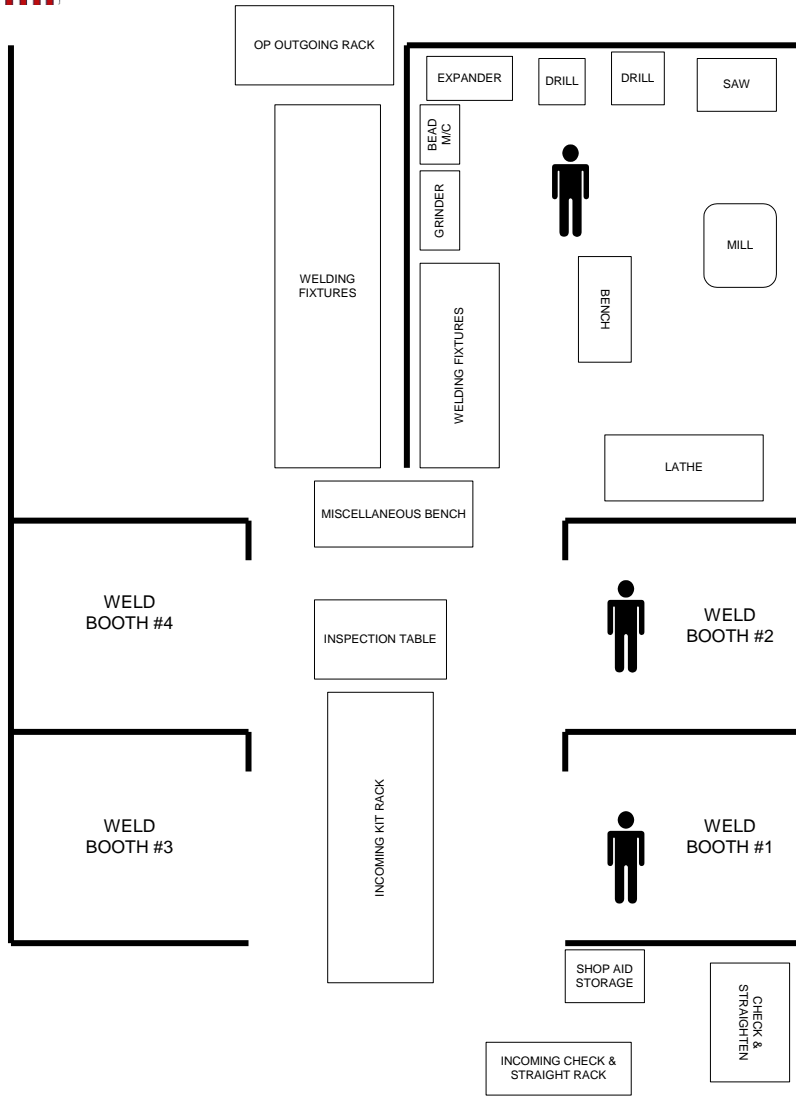 OP OUTGOING RACK
EXPANDER
DRILL
DRILL
SAW
BEAD
M/C
GRINDER
WELDING
FIXTURES
WELDING FIXTURES
BENCH
MILL
LATHE
MISCELLANEOUS BENCH
WELD
BOOTH #4
INSPECTION TABLE
WELD
BOOTH #2
WELD
BOOTH #3
INCOMING KIT RACK
WELD
BOOTH #1
SHOP AID
STORAGE
CHECK &
STRAIGHTEN
INCOMING CHECK &
STRAIGHT RACK